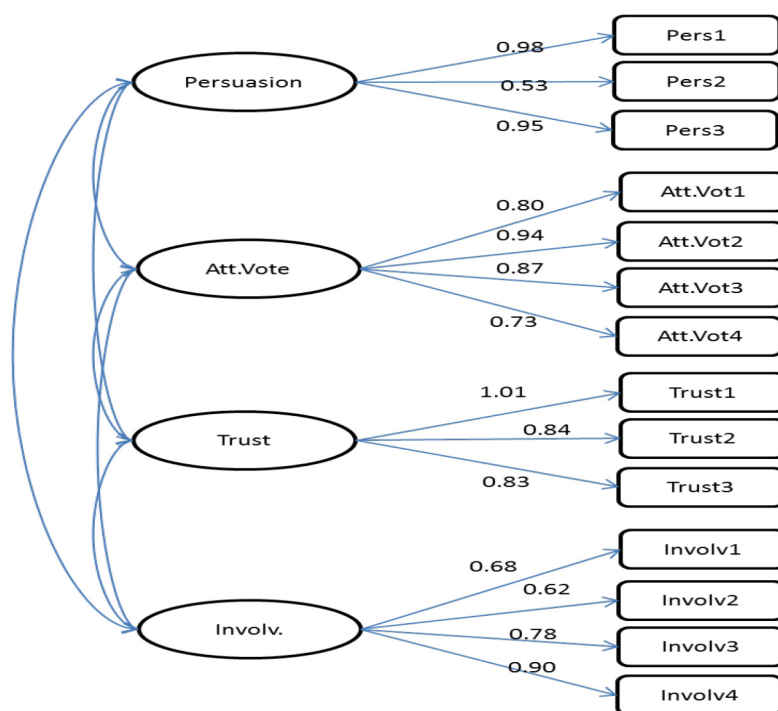 Persuasion
0.98
Pers1
0.53
Pers2
0.95
Pers3
Att.Vote
0.80
Att.Vot1
0.94
Att.Vot2
0.87
Att.Vot3
0.73
Att.Vot4
Trust
1.01
Trust1
0.84
Trust2
0.83
Trust3
Involv.
0.68
Involv1
0.62
Involv2
0.78
Involv3
0.90
Involv4